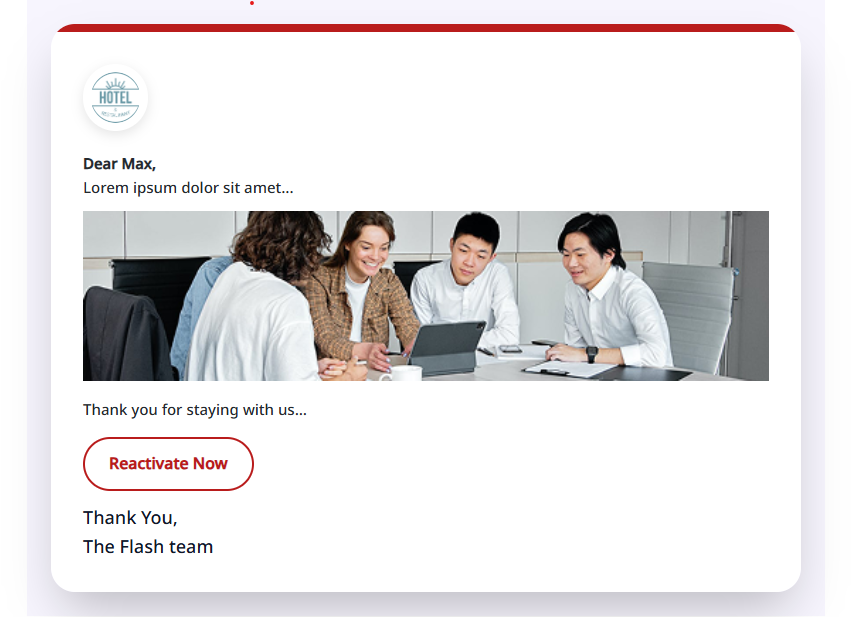 HOTEL
Dear Max,
Lorem ipsum dolor sit amet...
Thank you for staying with us...
Reactivate Now
Thank You,
The Flash team